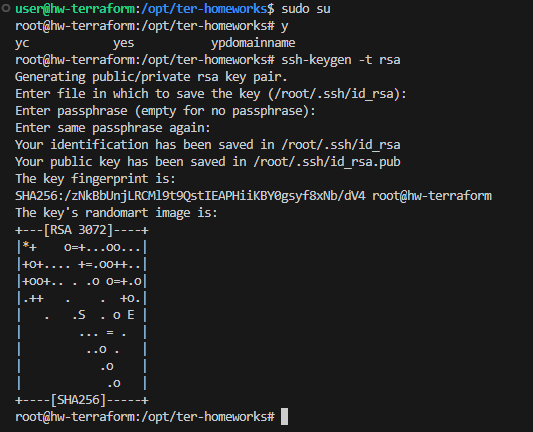 user@hw-terraform:/opt/ter-homeworks$ sudo su
root@hw-terraform:/opt/ter-homeworks# y
yc            yes           ypdomainname
root@hw-terraform:/opt/ter-homeworks# ssh-keygen -t rsa
Generating public/private rsa key pair.
Enter file in which to save the key (/root/.ssh/id_rsa):
Enter passphrase (empty for no passphrase):
Enter same passphrase again:
Your identification has been saved in /root/.ssh/id_rsa
Your public key has been saved in /root/.ssh/id_rsa.pub
The key fingerprint is:
SHA256:/zNkBbUnjLRCMl9t9QstIEAPHiiKBY0gsyf8xNb/dV4 root@hw-terraform
The key's randomart image is:
+---[RSA 3072]----+
|*+    o=+...oo...|
|+o+.... +=.oo++..|
|+oo+.. . .o o=+.o|
|.++   .    .  +o.|
|   .   .S  . o E |
|        ... = .  |
|         ..o .   |
|           .o    |
|            .o   |
+----[SHA256]-----+
root@hw-terraform:/opt/ter-homeworks#